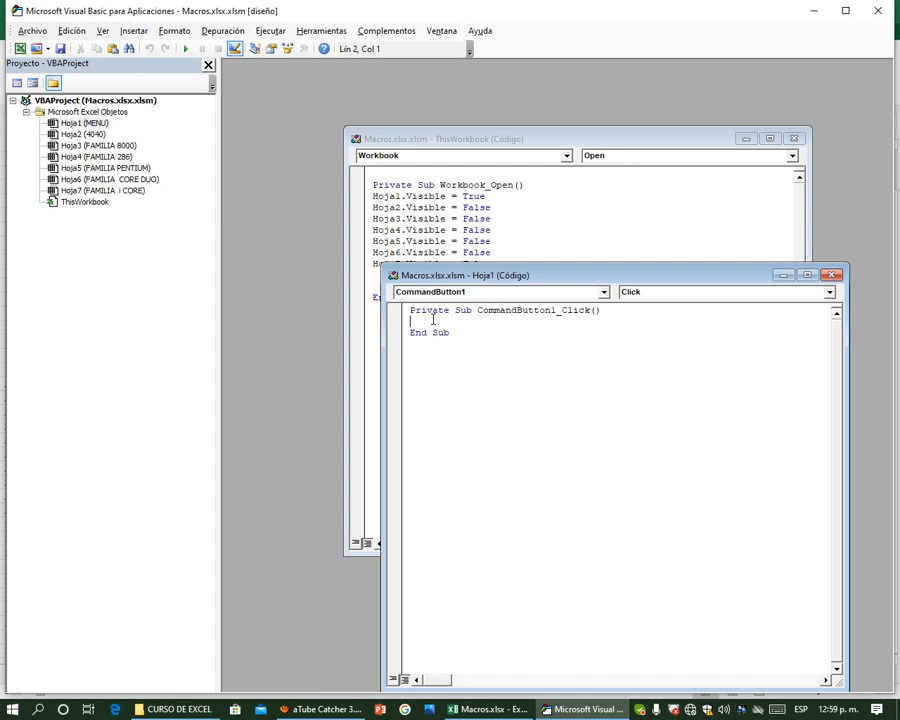 Microsoft Visual Basic para Aplicaciones - Macros.xlsx.xlsm [diseño]
Archivo Edición Ver Insertar Formato Depuración Ejecutar Herramientas Complementos Ventana Ayuda
Lín 2, Col 1
Proyecto - VBAProject
VBAProject (Macros.xlsx.xlsm)
Microsoft Excel Objetos
Hoja1 (MENU)
Hoja2 (4040)
Hoja3 (FAMILIA 8000)
Hoja4 (FAMILIA 286)
Hoja5 (FAMILIA PENTIUM)
Hoja6 (FAMILIA CORE DUO)
Hoja7 (FAMILIA i CORE)
ThisWorkbook
Macros.xlsx.xlsm - ThisWorkbook (Código)
Workbook Open
Private Sub Workbook_Open()
Hoja1.Visible = True
Hoja2.Visible = False
Hoja3.Visible = False
Hoja4.Visible = False
Hoja5.Visible = False
Hoja6.Visible = False
Macros.xlsx.xlsm - Hoja1 (Código)
CommandButton1 Click
Private Sub CommandButton1_Click()
End Sub
CURSO DE EXCEL aTube Catcher 3.... Macros.xlsm - Ex... Microsoft Visual ... ESP 12:59 p. m.